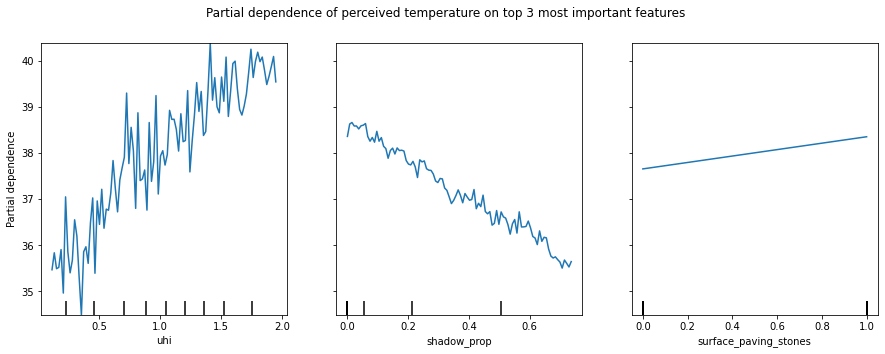 Partial dependence of perceived temperature on top 3 most important features
Partial dependence
40
39
38
37
36
35
0.5 1.0 1.5 2.0
uhi
0.0 0.2 0.4 0.6
shadow_prop
0.0 0.2 0.4 0.6 0.8 1.0
surface_paving_stones